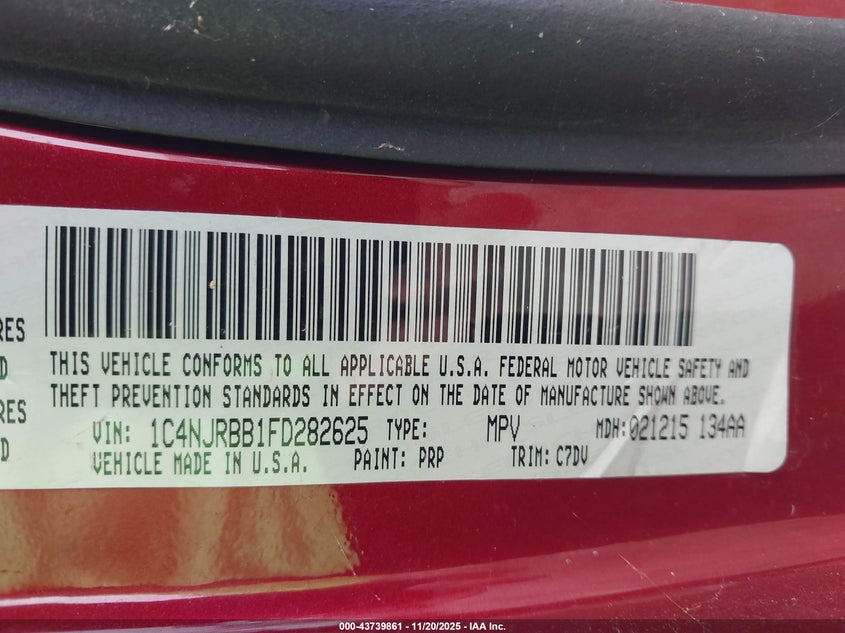 RES
D
RES
D
THIS VEHICLE CONFORMS TO ALL APPLICABLE U.S.A. FEDERAL MOTOR VEHICLE SAFETY AND
THEFT PREVENTION STANDARDS IN EFFECT ON THE DATE OF MANUFACTURE SHOWN ABOVE.
VIN: 1C4NJRBB1FD282625 TYPE: MPV MDH: 021215 134AA
VEHICLE MADE IN U.S.A. PAINT: PRP TRIM: C7DV
000-43739861 - 11/20/2025 - IAA Inc.